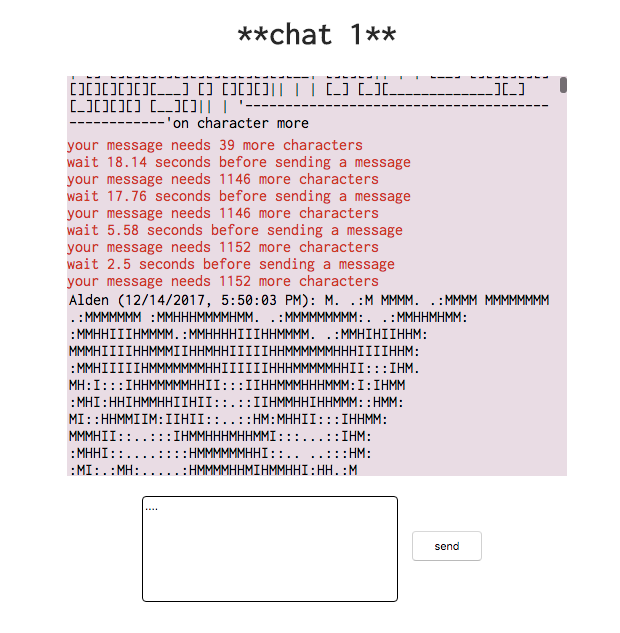 **chat 1**
[][][][][][___] [] [][][]|| | | [_] [_][_____________][_]
[_][][][] [__][]|| | '--------------------------------------
------------'on character more
your message needs 39 more characters
wait 18.14 seconds before sending a message
your message needs 1146 more characters
wait 17.76 seconds before sending a message
your message needs 1146 more characters
wait 5.58 seconds before sending a message
your message needs 1152 more characters
wait 2.5 seconds before sending a message
your message needs 1152 more characters
Alden (12/14/2017, 5:50:03 PM): M. .:M MMMM. .:MMMM MMMMMMMM
.:MMMMMMM :MMHHHMMMMHMM. .:MMMMMMMMM:. .:MMHHMHMM:
:MMHHIIIHMMMM.:MMHHHHIIIHHMMMM. .:MMHIHIIHHM:
MMMHIIIIHHMMMIIHHMHHIIIIIHHMMMMMMHHHIIIIHHM:
:MMHIIIIIHMMMMMMMHHIIIIIIHHHMMMMMHHII:::IHM.
MH:I:::IHHMMMMMHHII:::IIHHMMMHHHMMM:I:IHMM
:MHI:HHIHMMHHIIHII::.::IIHMMHHIHHMMM::HMM:
MI::HHMMIIM:IIHII::..::HM:MHHII:::IHHMM:
MMMHII::..:::IHMMHHHMHHMMI:::...::IHM:
:MHHI::....::::HMMMMMMHHI::.. ..:::HM:
:MI:.:MH:.....:HMMMMHHMIHMMHHI:HH.:M
....
send